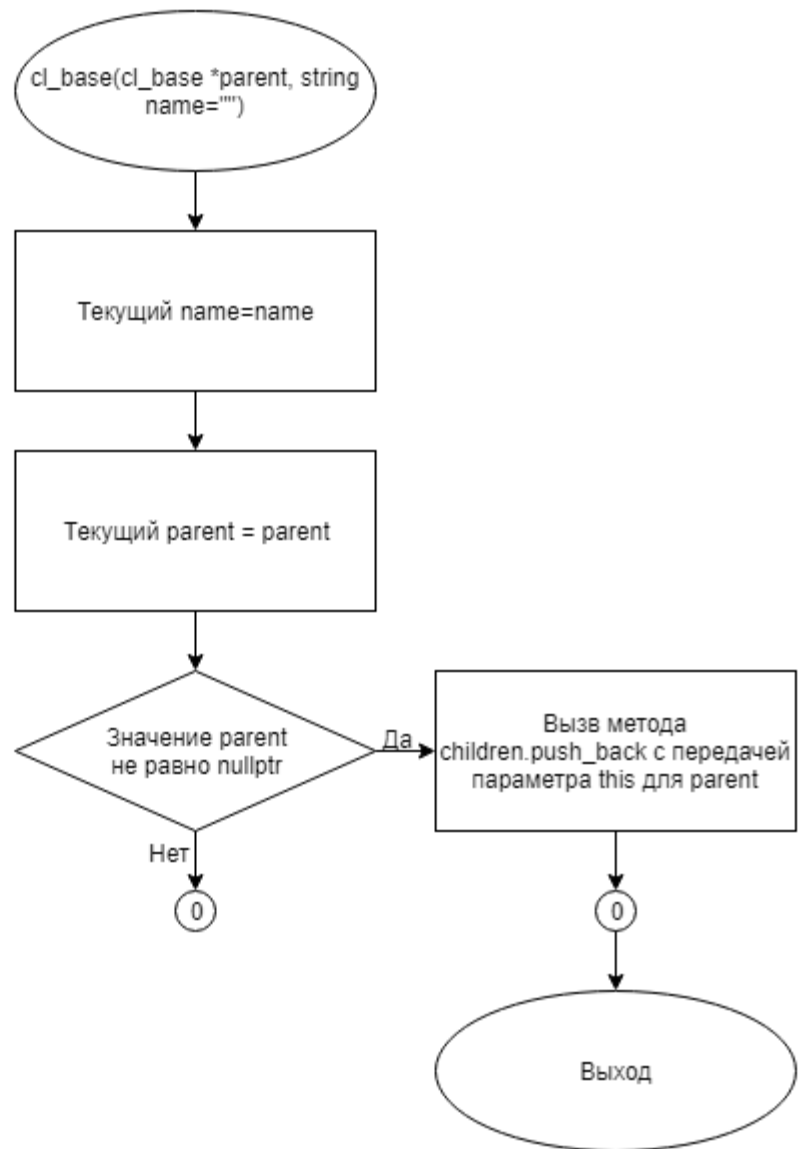 cl_base(cl_base *parent, string
name="")
Текущий name=name
Текущий parent = parent
Значение parent
не равно nullptr
Да
Вызв метода
children.push_back с передачей
параметра this для parent
Нет
0
0
Выход